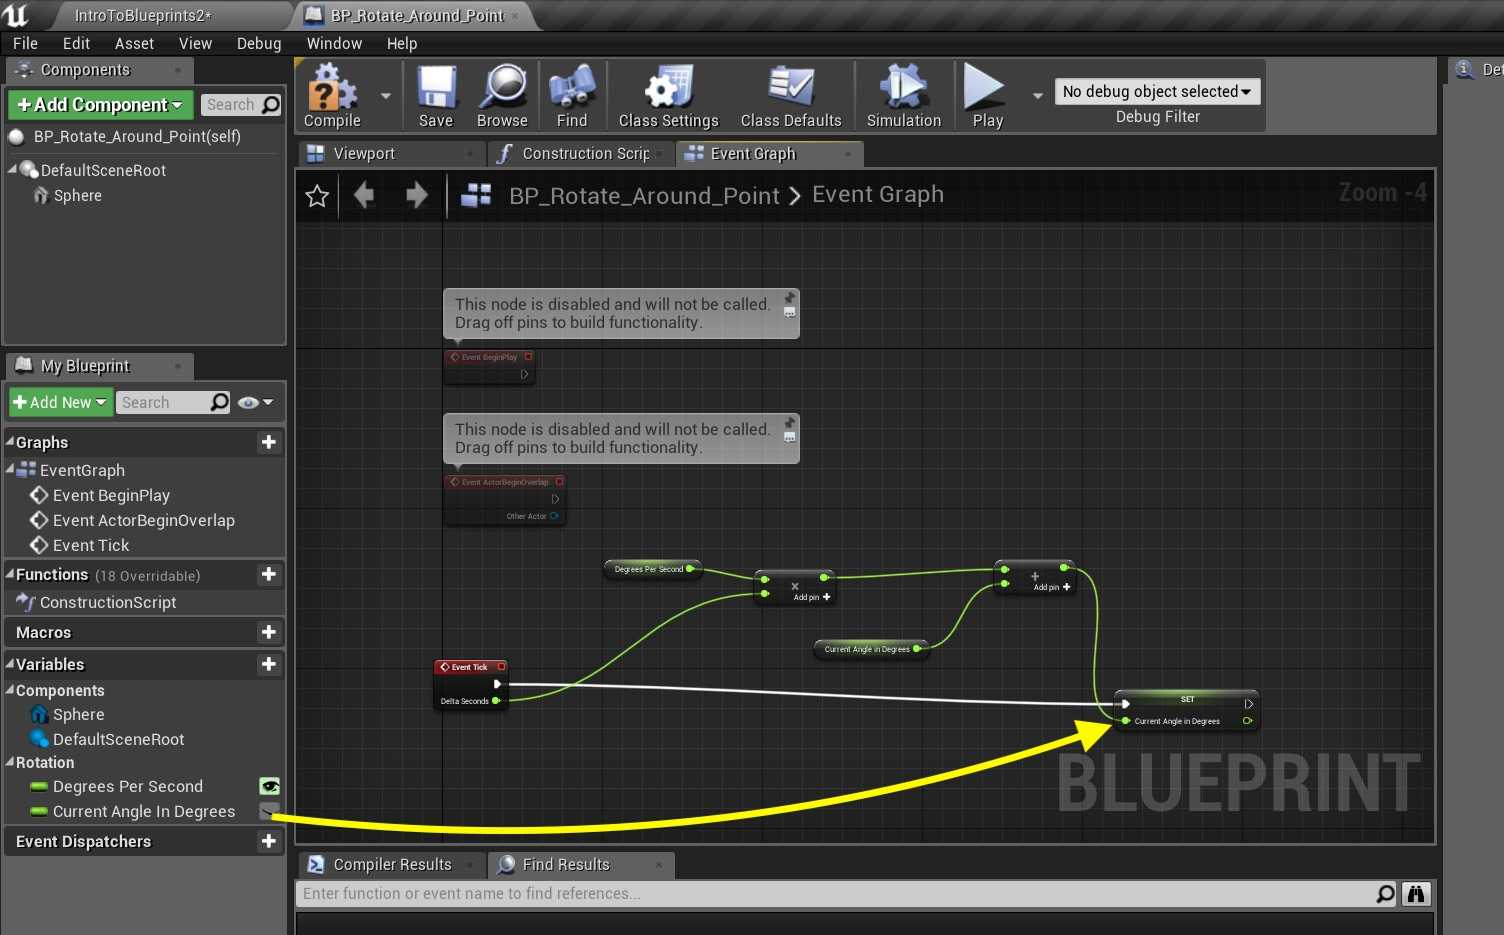 IntroToBlueprints2*
BP_Rotate_Around_Point
File Edit Asset View Debug Window Help
Components
Add Component
Search
BP_Rotate_Around_Point(self)
DefaultSceneRoot
Sphere
Compile
Save
Browse
Find
Class Settings
Class Defaults
Simulation
Play
No debug object selected
Debug Filter
Det
Viewport
Construction Scrip
Event Graph
BP_Rotate_Around_Point > Event Graph
Zoom -4
This node is disabled and will not be called.
Drag off pins to build functionality.
Event BeginPlay
This node is disabled and will not be called.
Drag off pins to build functionality.
Event ActorBeginOverlap
Other Actor
Degrees Per Second
×
Add pin +
+
Add pin +
Current Angle in Degrees
Event Tick
Delta Seconds
SET
Current Angle in Degrees
BLUEPRINT
My Blueprint
Add New
Search
Graphs
EventGraph
Event BeginPlay
Event ActorBeginOverlap
Event Tick
Functions (18 Overridable)
ConstructionScript
Macros
Variables
Components
Sphere
DefaultSceneRoot
Rotation
Degrees Per Second
Current Angle In Degrees
Event Dispatchers
Compiler Results
Find Results
Enter function or event name to find references...